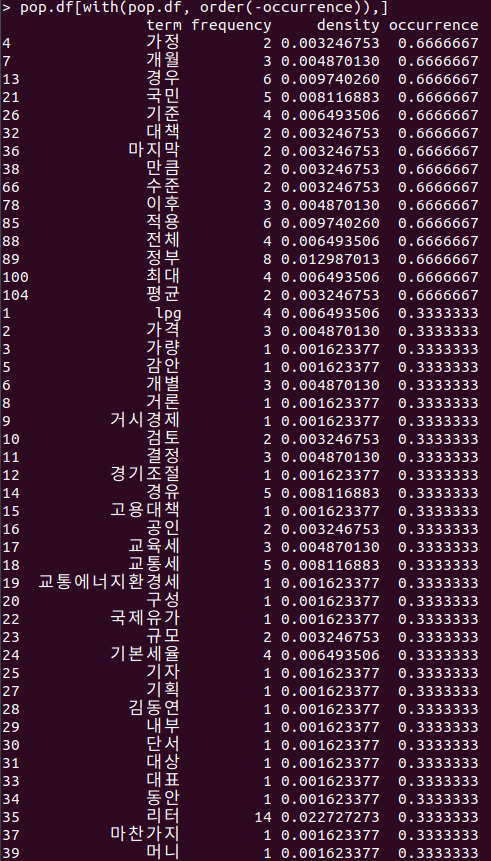 > pop.df[with(pop.df, order(-occurrence)),]
term frequency density occurrence
4 가정 2 0.003246753 0.6666667
7 개월 3 0.004870130 0.6666667
13 경우 6 0.009740260 0.6666667
21 국민 5 0.008116883 0.6666667
26 기준 4 0.006493506 0.6666667
32 대책 2 0.003246753 0.6666667
36 마지막 2 0.003246753 0.6666667
38 만큼 2 0.003246753 0.6666667
66 수준 2 0.003246753 0.6666667
78 이후 3 0.004870130 0.6666667
85 적용 6 0.009740260 0.6666667
88 전체 4 0.006493506 0.6666667
89 정부 8 0.012987013 0.6666667
100 최대 4 0.006493506 0.6666667
104 평균 2 0.003246753 0.6666667
1 lpg 4 0.006493506 0.3333333
2 가격 3 0.004870130 0.3333333
3 가량 1 0.001623377 0.3333333
5 감안 1 0.001623377 0.3333333
6 개별 3 0.004870130 0.3333333
8 거론 1 0.001623377 0.3333333
9 거시경제 1 0.001623377 0.3333333
10 검토 2 0.003246753 0.3333333
11 결정 3 0.004870130 0.3333333
12 경기조절 1 0.001623377 0.3333333
14 경유 5 0.008116883 0.3333333
15 고용대책 1 0.001623377 0.3333333
16 공인 2 0.003246753 0.3333333
17 교육세 3 0.004870130 0.3333333
18 교통세 5 0.008116883 0.3333333
19 교통에너지환경세 1 0.001623377 0.3333333
20 구성 1 0.001623377 0.3333333
22 국제유가 1 0.001623377 0.3333333
23 규모 2 0.003246753 0.3333333
24 기본세율 4 0.006493506 0.3333333
25 기자 1 0.001623377 0.3333333
27 기획 1 0.001623377 0.3333333
28 김동연 1 0.001623377 0.3333333
29 내부 1 0.001623377 0.3333333
30 단서 1 0.001623377 0.3333333
31 대상 1 0.001623377 0.3333333
33 대표 1 0.001623377 0.3333333
34 동안 1 0.001623377 0.3333333
35 리터 14 0.022727273 0.3333333
37 마찬가지 1 0.001623377 0.3333333
39 머니 1 0.001623377 0.3333333